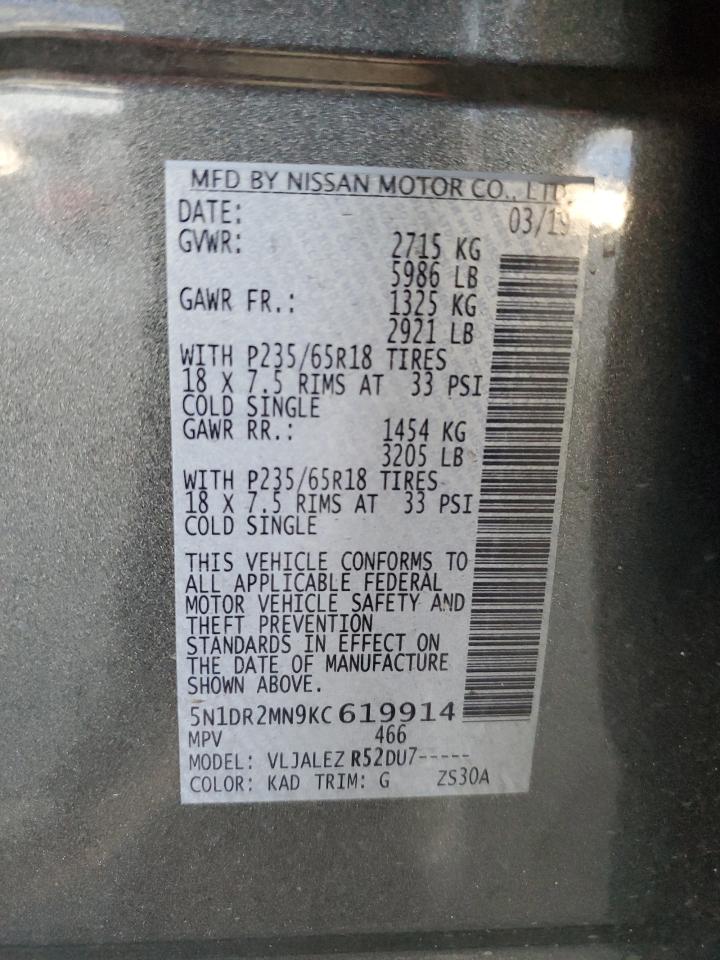 MFD BY NISSAN MOTOR CO., LTD.
DATE: 03/19
GVWR: 2715 KG
5986 LB
GAWR FR.: 1325 KG
2921 LB
WITH P235/65R18 TIRES
18 X 7.5 RIMS AT 33 PSI
COLD SINGLE
GAWR RR.: 1454 KG
3205 LB
WITH P235/65R18 TIRES
18 X 7.5 RIMS AT 33 PSI
COLD SINGLE
THIS VEHICLE CONFORMS TO
ALL APPLICABLE FEDERAL
MOTOR VEHICLE SAFETY AND
THEFT PREVENTION
STANDARDS IN EFFECT ON
THE DATE OF MANUFACTURE
SHOWN ABOVE.
5N1DR2MN9KC619914
MPV 466
MODEL: VLJALEZ R52DU7-----
COLOR: KAD TRIM: G ZS30A